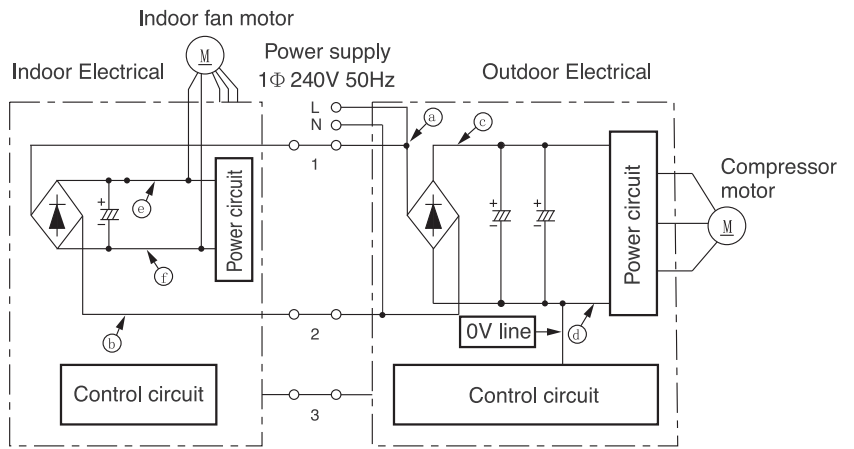 Indoor fan motor
M
Power supply
1Φ 240V 50Hz
Indoor Electrical
Outdoor Electrical
L
N
a
c
1
Compressor
motor
M
+
-
e
Power circuit
+
-
+
-
Power circuit
f
b
2
0V line
d
Control circuit
3
Control circuit